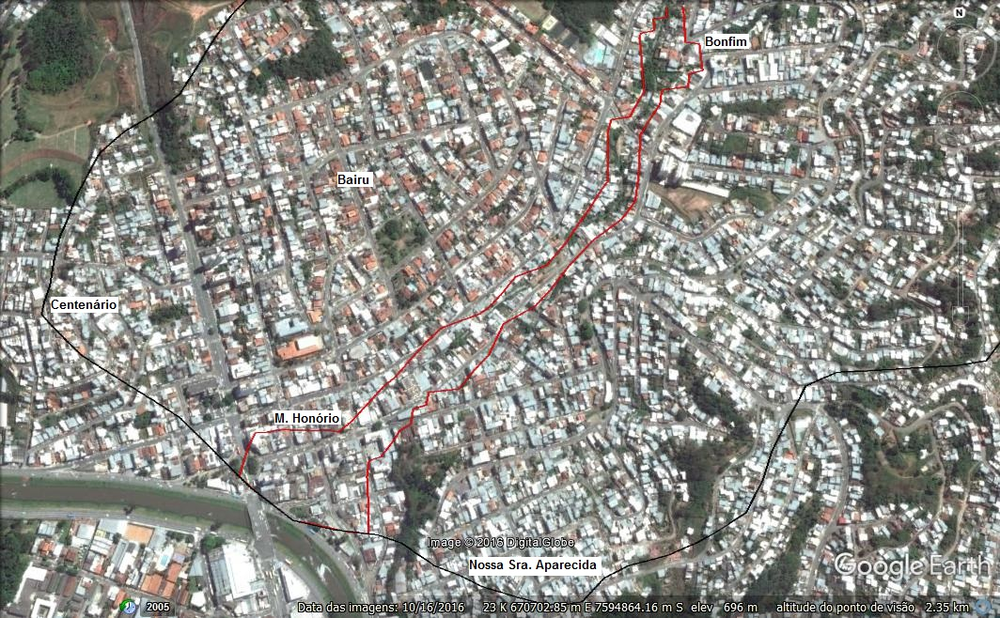 N
Bonfim
Bairu
Centenário
M. Honório
Image © 2016 DigitalGlobe
Nossa Sra. Aparecida
Google Earth
2005
Data das imagens: 10/16/2016 23 K 670702.85 m E 7594864.16 m S elev 696 m altitude do ponto de visão 2.35 km